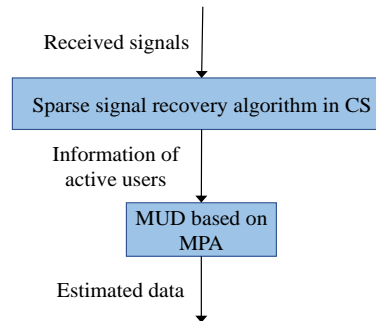 Received signals
Sparse signal recovery algorithm in CS
Information of
active users
MUD based on
MPA
Estimated data